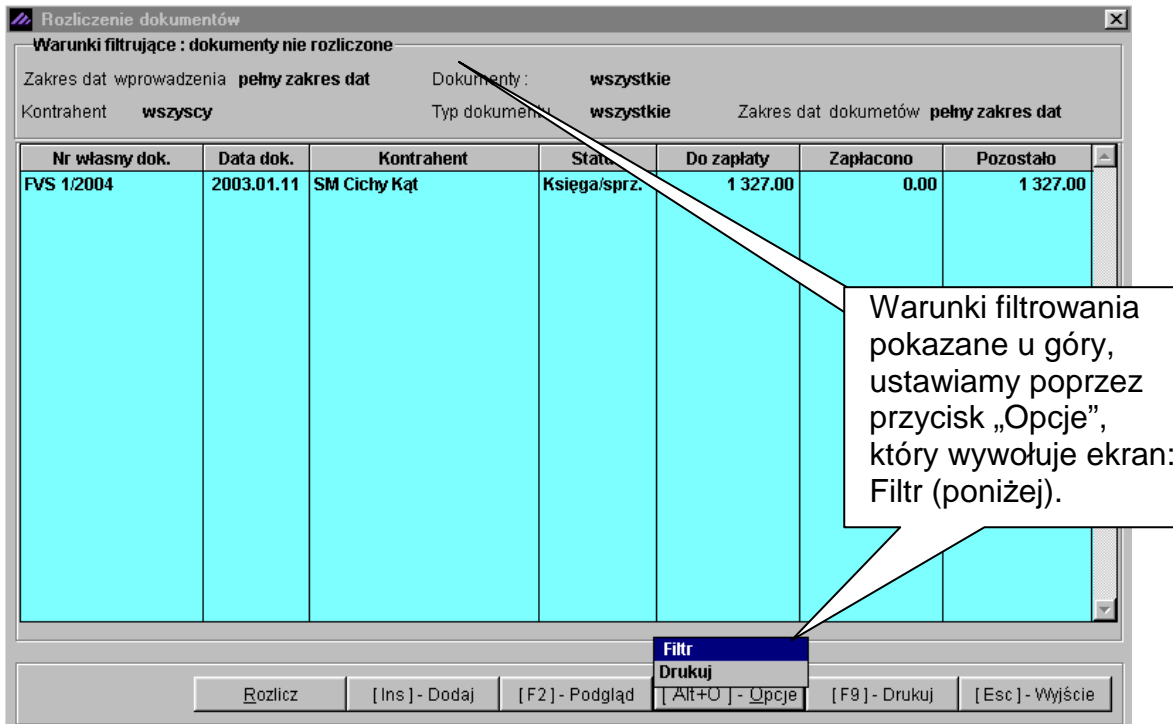 Rozliczenie dokumentów
Warunki filtrujące : dokumenty nie rozliczone
Zakres dat wprowadzenia pełny zakres dat Dokumenty : wszystkie
Kontrahent wszyscy Typ dokumentu wszystkie Zakres dat dokumetów pełny zakres dat
Nr własny dok. Data dok. Kontrahent Status Do zapłaty Zapłacono Pozostało
FVS 1/2004 2003.01.11 SM Cichy Kąt Księga/sprz. 1 327.00 0.00 1 327.00
Warunki filtrowania
pokazane u góry,
ustawiamy poprzez
przycisk „Opcje”,
który wywołuje ekran:
Filtr (poniżej).
Filtr
Drukuj
Rozlicz [Ins] - Dodaj [F2] - Podgląd [Alt+O ] - Opcje [F9] - Drukuj [Esc] - Wyjście